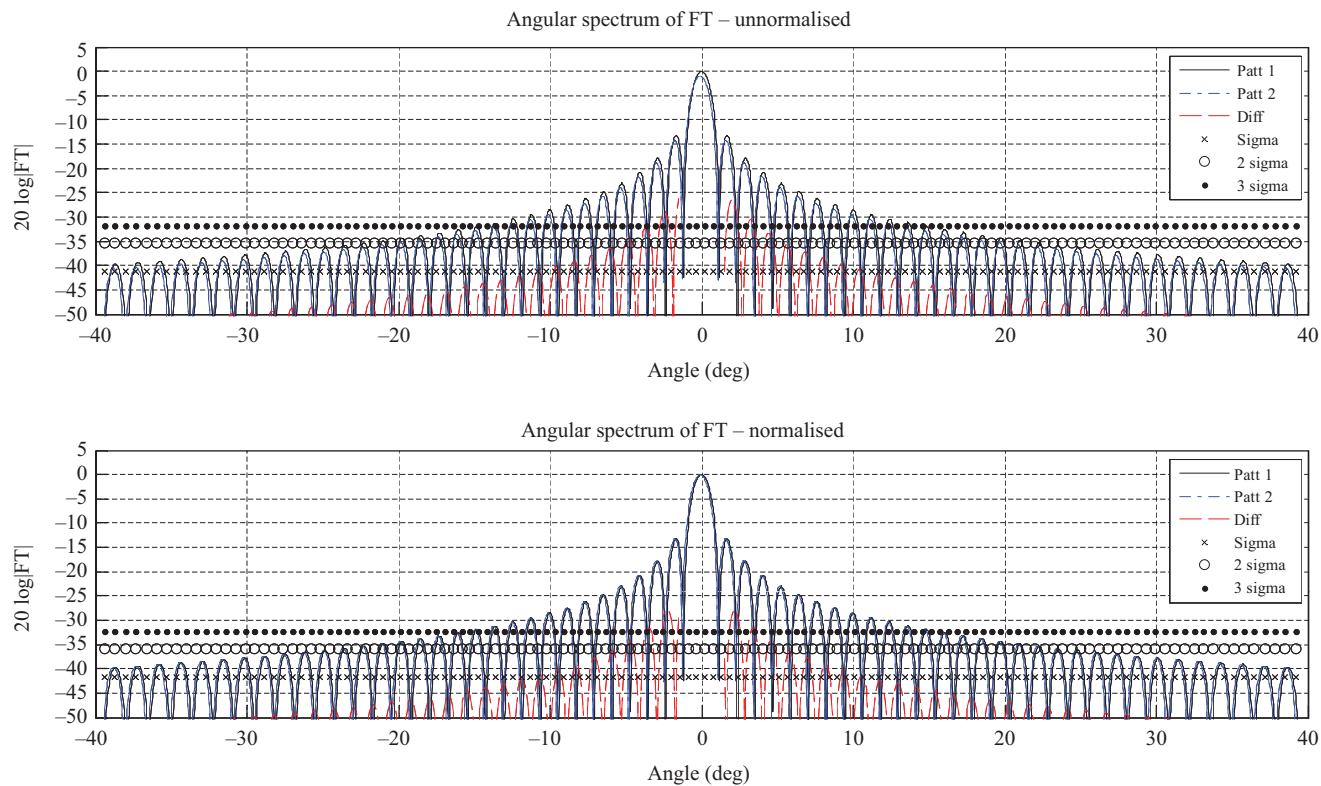 Angular spectrum of FT – unnormalised
20 log|FT|
5
0
–5
–10
–15
–20
–25
–30
–35
–40
–45
–50
Patt 1
Patt 2
Diff
Sigma
2 sigma
3 sigma
–40
–30
–20
–10
0
10
20
30
40
Angle (deg)
Angular spectrum of FT – normalised
20 log|FT|
5
0
–5
–10
–15
–20
–25
–30
–35
–40
–45
–50
Patt 1
Patt 2
Diff
Sigma
2 sigma
3 sigma
–40
–30
–20
–10
0
10
20
30
40
Angle (deg)